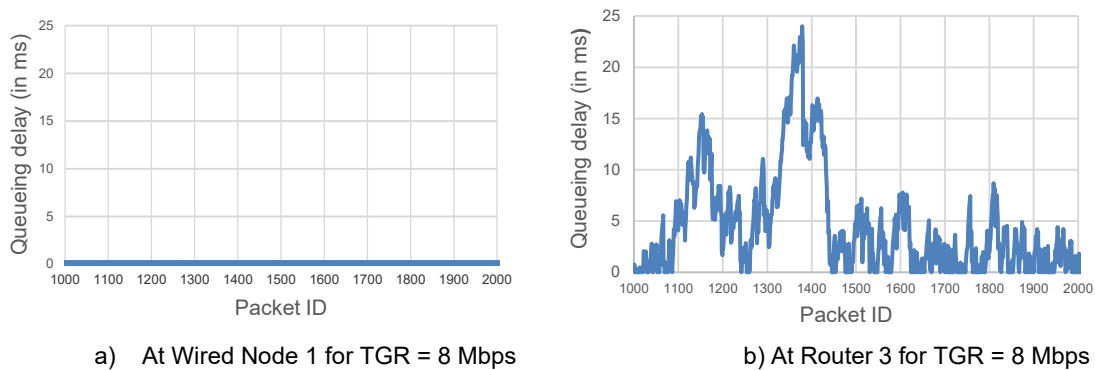 Queueing delay (in ms)
25
20
15
10
5
0
1000 1100 1200 1300 1400 1500 1600 1700 1800 1900 2000
Packet ID
a) At Wired Node 1 for TGR = 8 Mbps
Queueing delay (in ms)
25
20
15
10
5
0
1000 1100 1200 1300 1400 1500 1600 1700 1800 1900 2000
Packet ID
b) At Router 3 for TGR = 8 Mbps